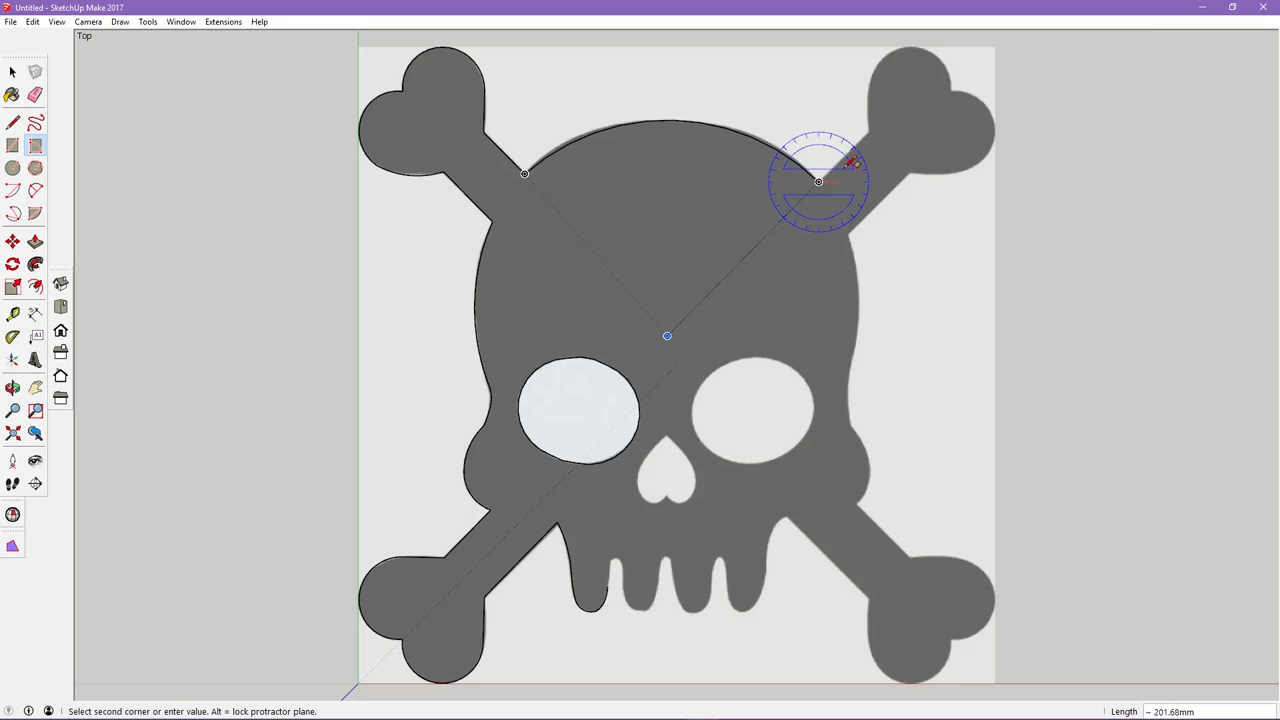 Untitled - SketchUp Make 2017
File Edit View Camera Draw Tools Window Extensions Help
Top
Select second corner or enter value. Alt = lock protractor plane.
Length ~ 201.68mm